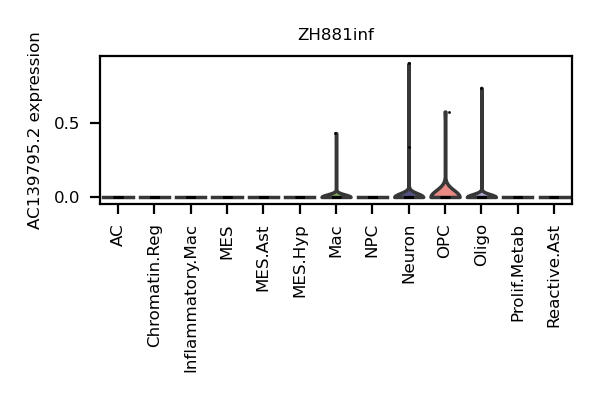 ZH881inf
AC139795.2 expression
0.5
0.0
AC
Chromatin.Reg
Inflammatory.Mac
MES
MES.Ast
MES.Hyp
Mac
NPC
Neuron
OPC
Oligo
Prolif.Metab
Reactive.Ast